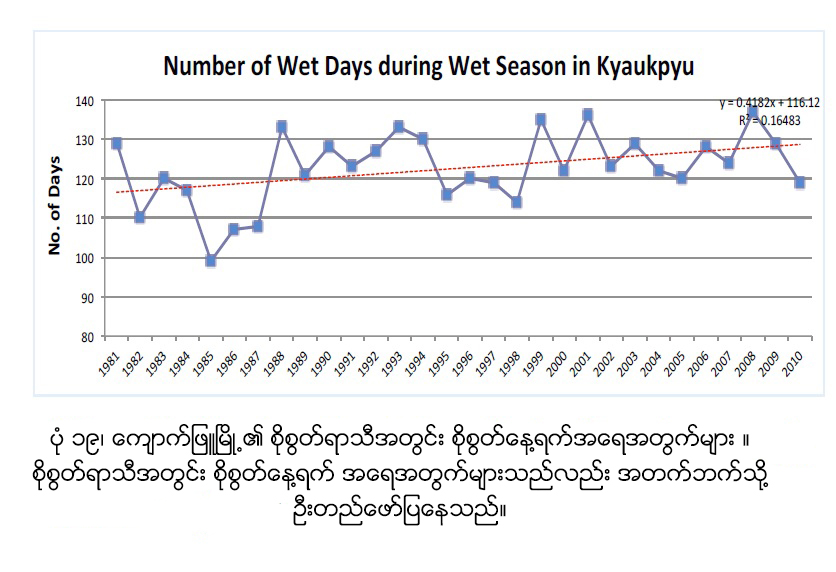 Number of Wet Days during Wet Season in Kyaukpyu
y = 0.4182x + 116.12
R² = 0.16483
No. of Days
140
130
120
110
100
90
80
1981 1982 1983 1984 1985 1986 1987 1988 1989 1990 1991 1992 1993 1994 1995 1996 1997 1998 1999 2000 2001 2002 2003 2004 2005 2006 2007 2008 2009 2010
ပုံ ၁၉၊ ကျောက်ဖြူမြို့၏ စိုစွတ်ရာသီအတွင်း စိုစွတ်နေ့ရက်အရေအတွက်များ ။
စိုစွတ်ရာသီအတွင်း စိုစွတ်နေ့ရက် အရေအတွက်များသည်လည်း အတက်ဘက်သို့
ဦးတည်ဖော်ပြနေသည်။